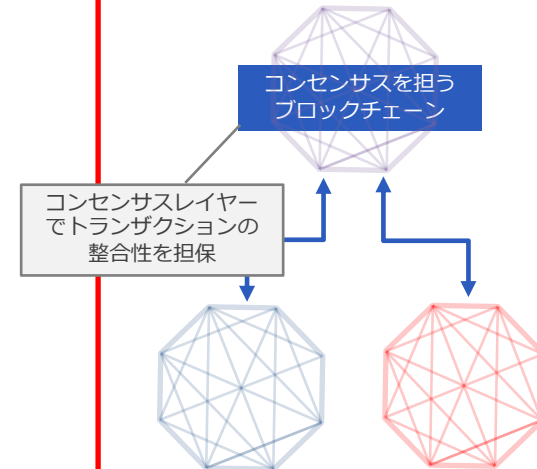 コンセンサスを担う
ブロックチェーン
コンセンサスレイヤー
でトランザクションの
整合性を担保